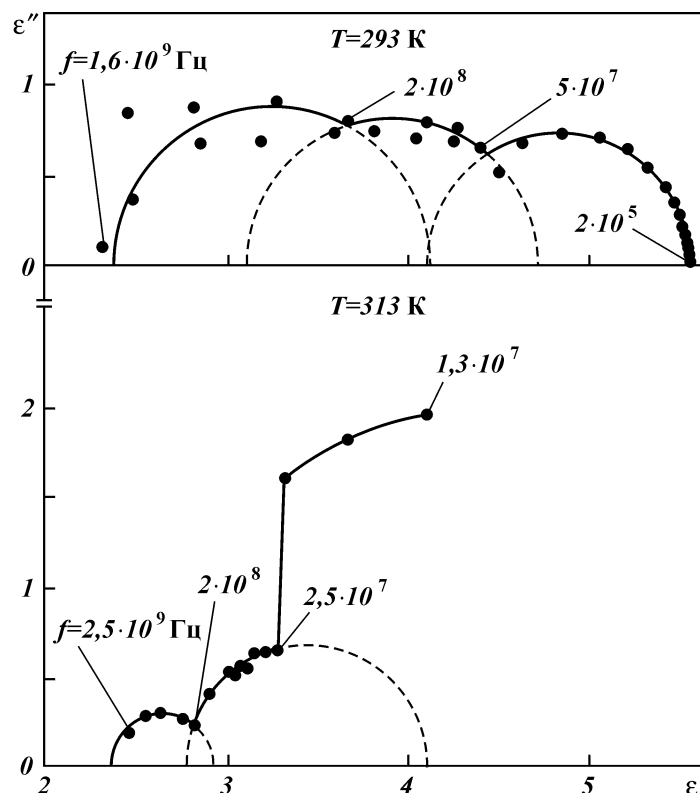 ε″
T=293 K
f=1,6·10⁹ Гц
2·10⁸
5·10⁷
1
2·10⁵
0
T=313 K
1,3·10⁷
2
2·10⁸
2,5·10⁷
1
f=2,5·10⁹ Гц
0
2 3 4 5 ε